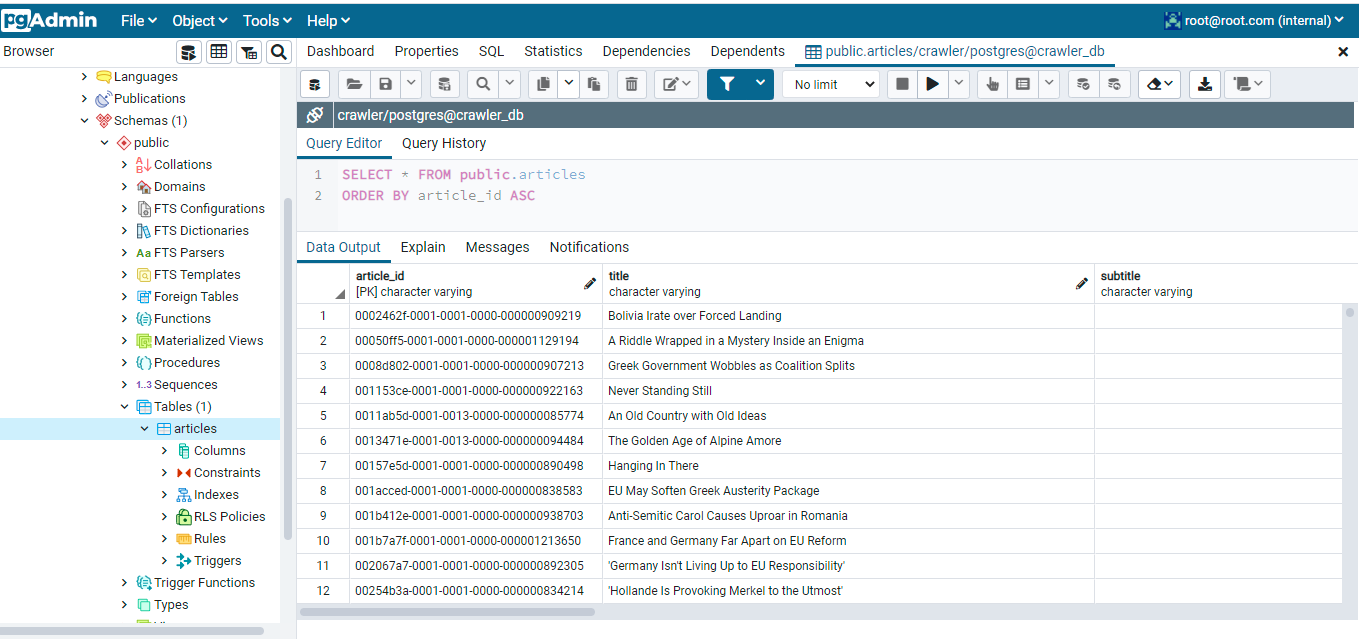 pgAdmin File Object Tools Help root@root.com (internal)
Browser Dashboard Properties SQL Statistics Dependencies Dependents public.articles/crawler/postgres@crawler_db
Languages
Publications
Schemas (1)
public
Collations
Domains
FTS Configurations
FTS Dictionaries
Aa FTS Parsers
FTS Templates
Foreign Tables
Functions
Materialized Views
Procedures
1..3 Sequences
Tables (1)
articles
Columns
Constraints
Indexes
RLS Policies
Rules
Triggers
Trigger Functions
Types
No limit
crawler/postgres@crawler_db
Query Editor Query History
1 SELECT * FROM public.articles
2 ORDER BY article_id ASC
Data Output Explain Messages Notifications
article_id title subtitle
[PK] character varying character varying character varying
1 0002462f-0001-0001-0000-000000909219 Bolivia Irate over Forced Landing
2 00050ff5-0001-0001-0000-000001129194 A Riddle Wrapped in a Mystery Inside an Enigma
3 0008d802-0001-0001-0000-000000907213 Greek Government Wobbles as Coalition Splits
4 001153ce-0001-0001-0000-000000922163 Never Standing Still
5 0011ab5d-0001-0013-0000-000000085774 An Old Country with Old Ideas
6 0013471e-0001-0013-0000-000000094484 The Golden Age of Alpine Amore
7 00157e5d-0001-0001-0000-000000890498 Hanging In There
8 001acced-0001-0001-0000-000000838583 EU May Soften Greek Austerity Package
9 001b412e-0001-0001-0000-000000938703 Anti-Semitic Carol Causes Uproar in Romania
10 001b7a7f-0001-0001-0000-000001213650 France and Germany Far Apart on EU Reform
11 002067a7-0001-0001-0000-000000892305 'Germany Isn't Living Up to EU Responsibility'
12 00254b3a-0001-0001-0000-000000834214 'Hollande Is Provoking Merkel to the Utmost'